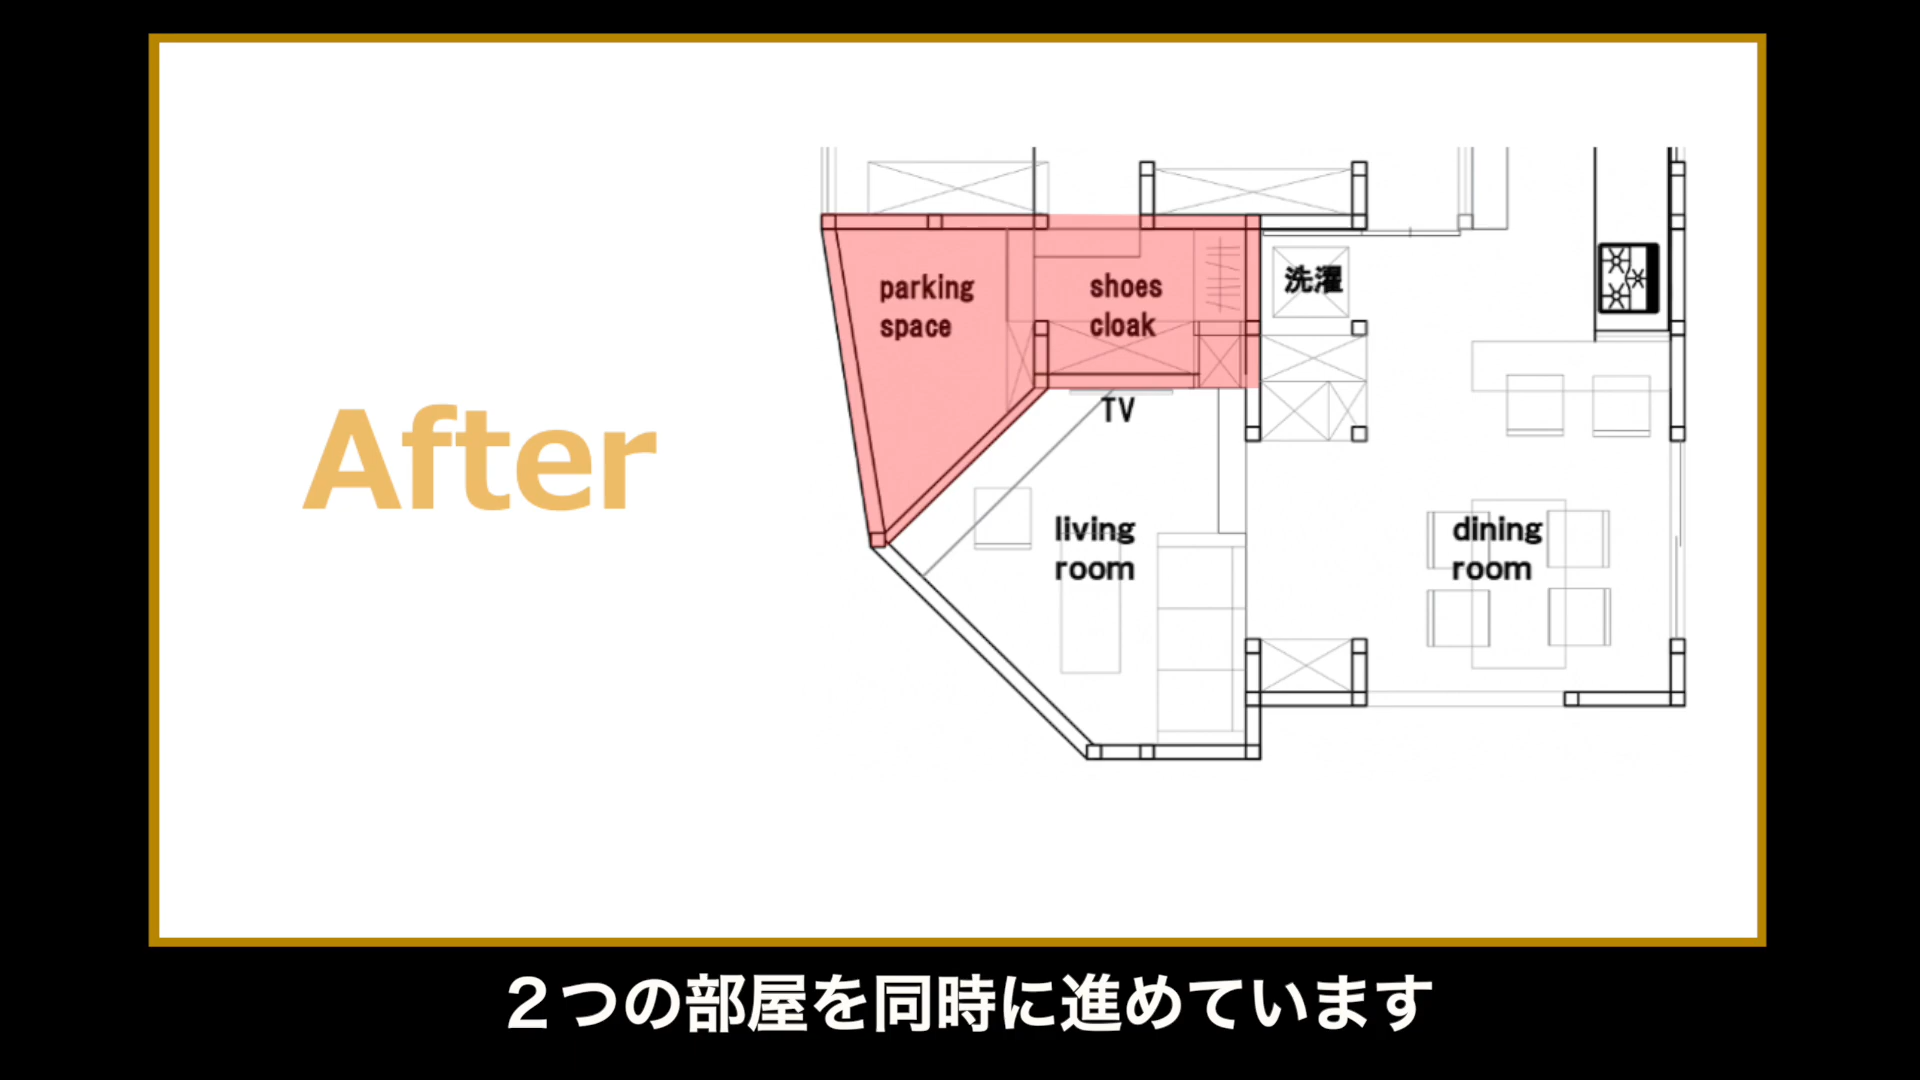 After
parking
space
shoes
cloak
洗濯
TV
living
room
dining
room
２つの部屋を同時に進めています